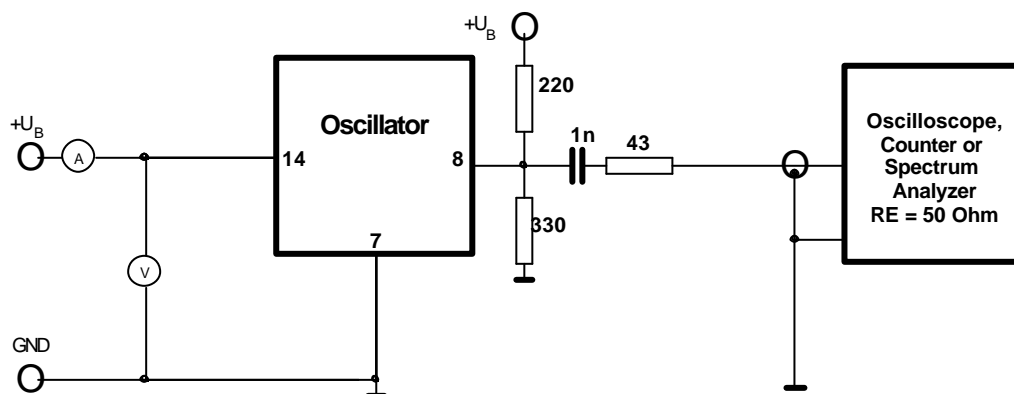 +U_B
220
Oscillator
1n
43
Oscilloscope,
Counter or
Spectrum
Analyzer
RE = 50 Ohm
+U_B
A
14
8
330
7
V
GND